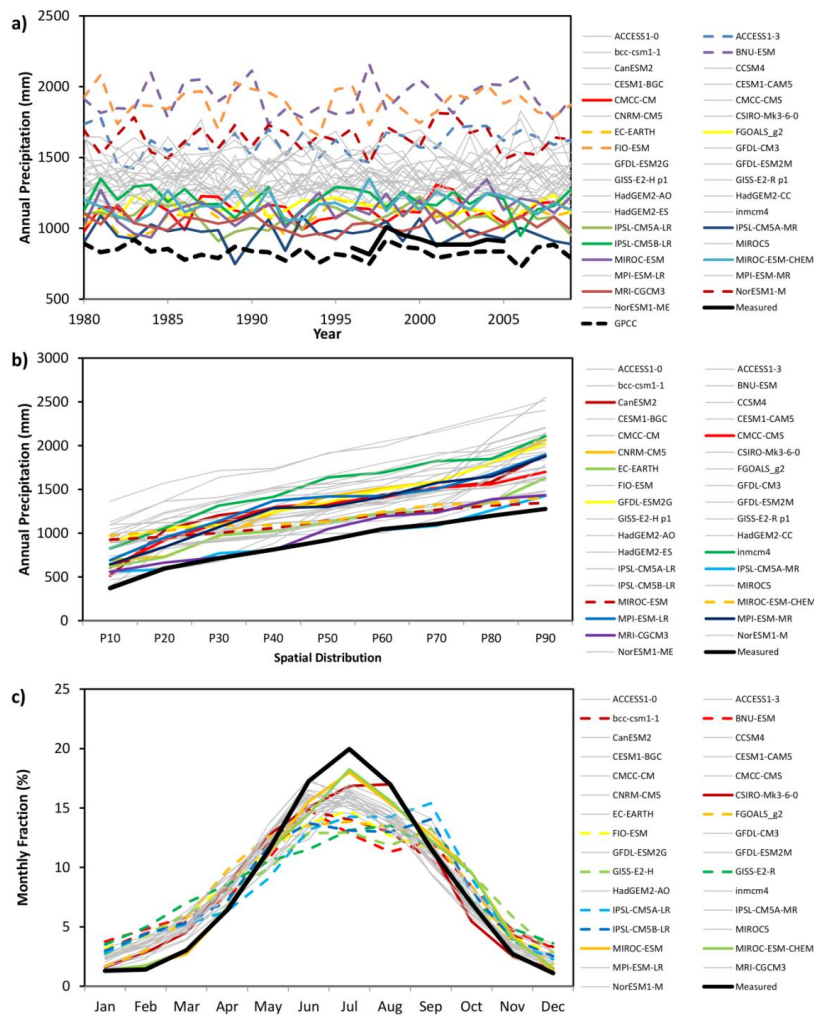 a)
2500
2000
1500
1000
500
Annual Precipitation (mm)
1980 1985 1990 1995 2000 2005
Year
ACCESS1-0 ACCESS1-3
bcc-csm1-1 BNU-ESM
CanESM2 CCSM4
CESM1-BGC CESM1-CAM5
CMCC-CM CMCC-CM5
CNRM-CM5 CSIRO-Mk3-6-0
EC-EARTH FGOALS_g2
FIO-ESM GFDL-CM3
GFDL-ESM2G GFDL-ESM2M
GISS-E2-H p1 GISS-E2-R p1
HadGEM2-AO HadGEM2-CC
HadGEM2-ES inmcm4
IPSL-CM5A-LR IPSL-CM5A-MR
IPSL-CM5B-LR MIROC5
MIROC-ESM MIROC-ESM-CHEM
MPI-ESM-LR MPI-ESM-MR
MRI-CGCM3 NorESM1-M
NorESM1-ME Measured
GPCC
b)
3000
2500
2000
1500
1000
500
0
Annual Precipitation (mm)
P10 P20 P30 P40 P50 P60 P70 P80 P90
Spatial Distribution
ACCESS1-0 ACCESS1-3
bcc-csm1-1 BNU-ESM
CanESM2 CCSM4
CESM1-BGC CESM1-CAM5
CMCC-CM CMCC-CM5
CNRM-CM5 CSIRO-Mk3-6-0
EC-EARTH FGOALS_g2
FIO-ESM GFDL-CM3
GFDL-ESM2G GFDL-ESM2M
GISS-E2-H p1 GISS-E2-R p1
HadGEM2-AO HadGEM2-CC
HadGEM2-ES inmcm4
IPSL-CM5A-LR IPSL-CM5A-MR
IPSL-CM5B-LR MIROC5
MIROC-ESM MIROC-ESM-CHEM
MPI-ESM-LR MPI-ESM-MR
MRI-CGCM3 NorESM1-M
NorESM1-ME Measured
c)
25
20
15
10
5
0
Monthly Fraction (%)
Jan Feb Mar Apr May Jun Jul Aug Sep Oct Nov Dec
ACCESS1-0 ACCESS1-3
bcc-csm1-1 BNU-ESM
CanESM2 CCSM4
CESM1-BGC CESM1-CAM5
CMCC-CM CMCC-CMS
CNRM-CM5 CSIRO-Mk3-6-0
EC-EARTH FGOALS_g2
FIO-ESM GFDL-CM3
GFDL-ESM2G GFDL-ESM2M
GISS-E2-H GISS-E2-R
HadGEM2-AO inmcm4
IPSL-CM5A-LR IPSL-CM5A-MR
IPSL-CM5B-LR MIROC5
MIROC-ESM MIROC-ESM-CHEM
MPI-ESM-LR MRI-CGCM3
NorESM1-M Measured